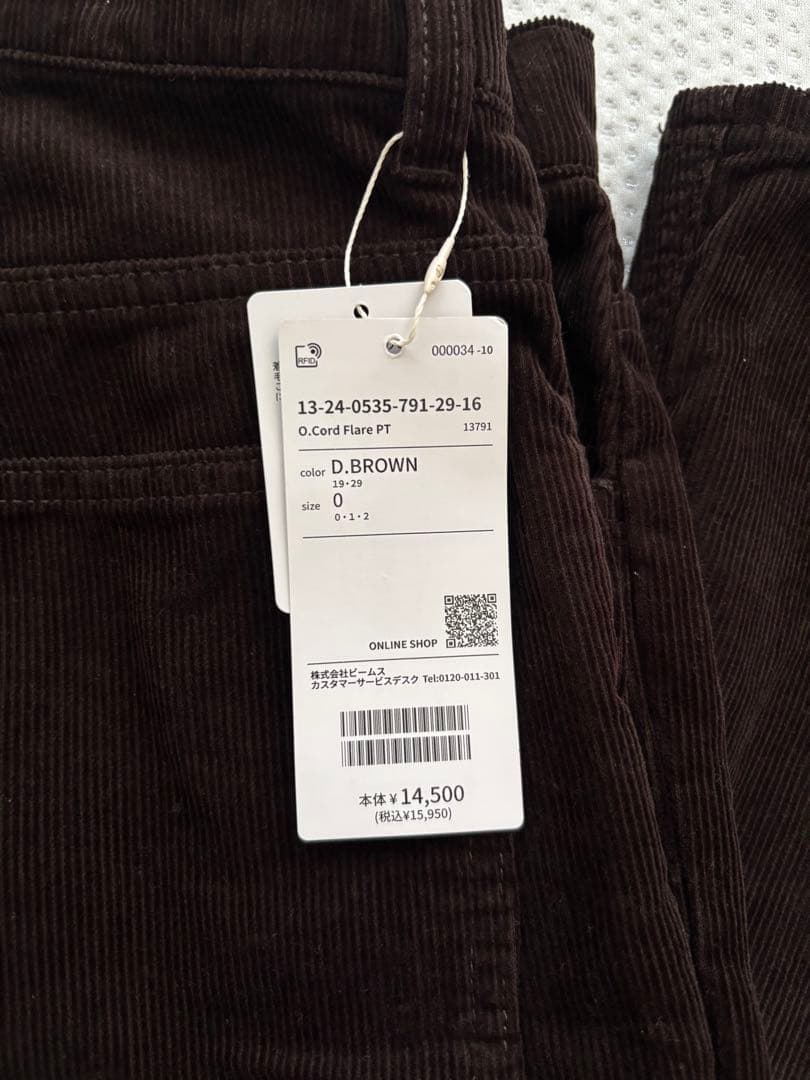 RFID
000034 -10
13-24-0535-791-29-16
O.Cord Flare PT 13791
color D.BROWN
19・29
size 0
0・1・2
ONLINE SHOP
株式会社ビームス
カスタマーサービスデスク Tel:0120-011-301
本体¥14,500
(税込¥15,950)